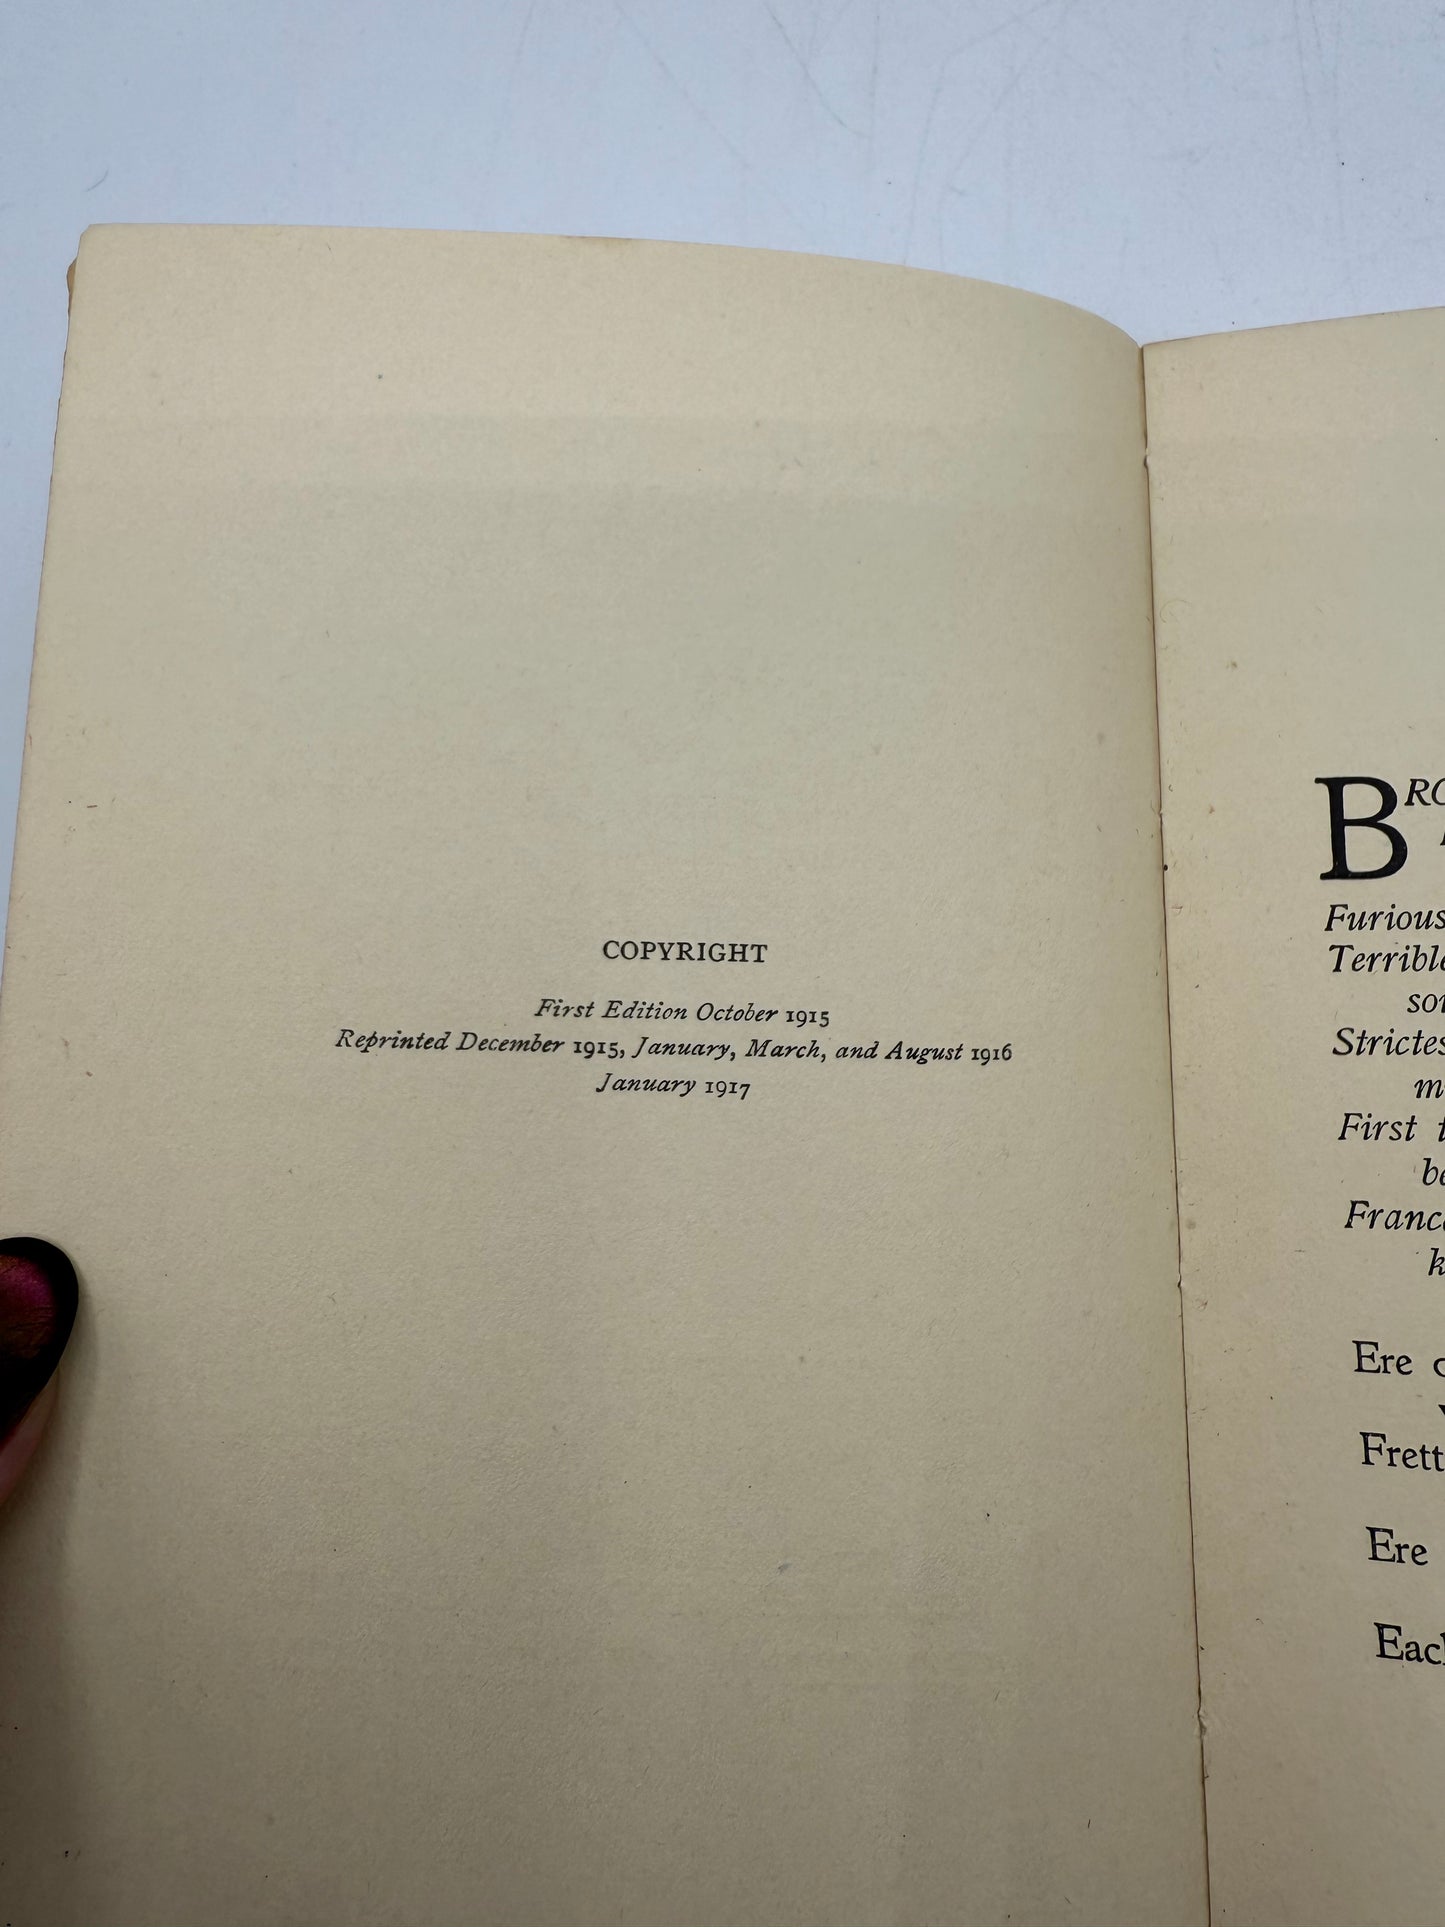 COPYRIGHT
First Edition October 1915
Reprinted December 1915, January, March, and August 1916
January 1917
B
Furious
Terrible
Strictes
First
Franc
Ere
Frett
Ere
Each